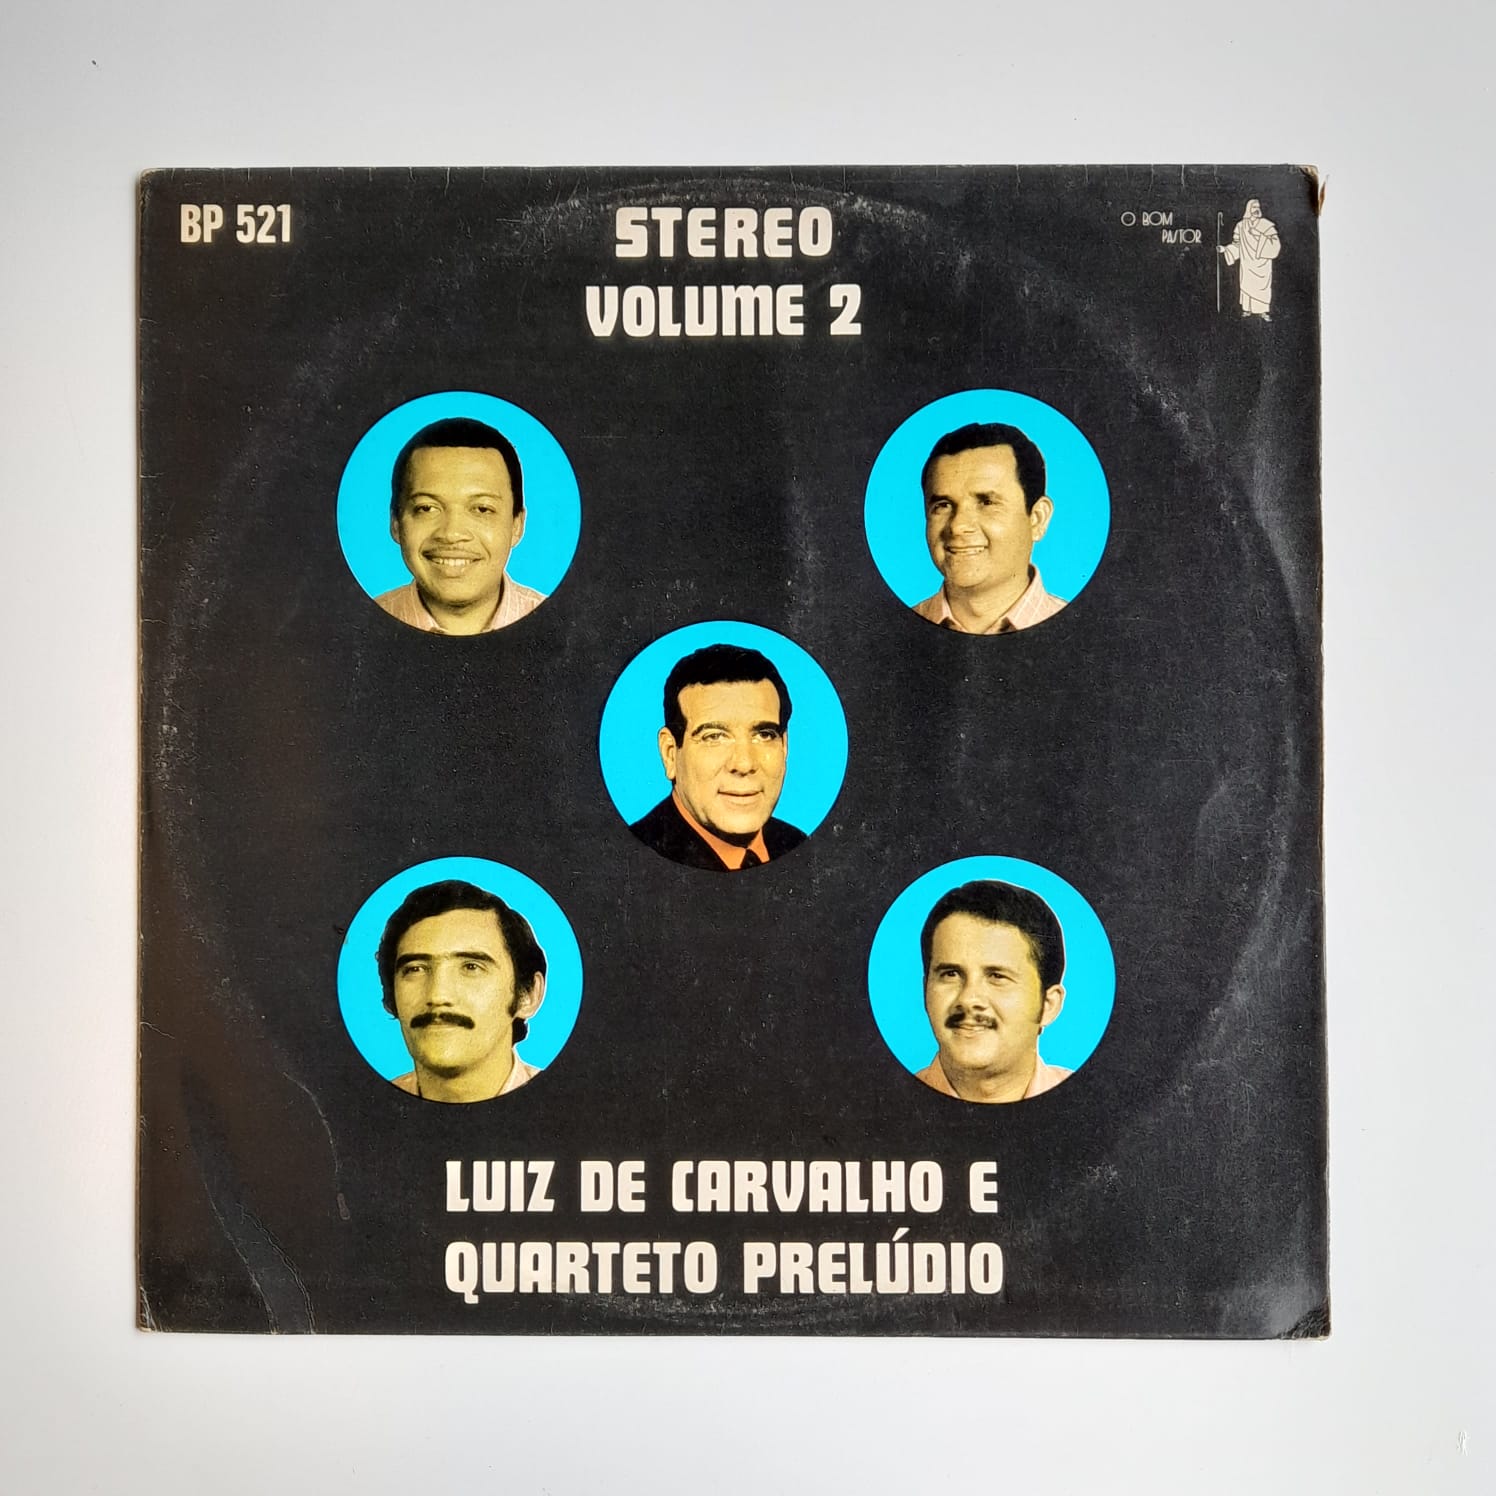 BP 521
STEREO
VOLUME 2
O BOM
PASTOR
LUIZ DE CARVALHO E
QUARTETO PRELÚDIO